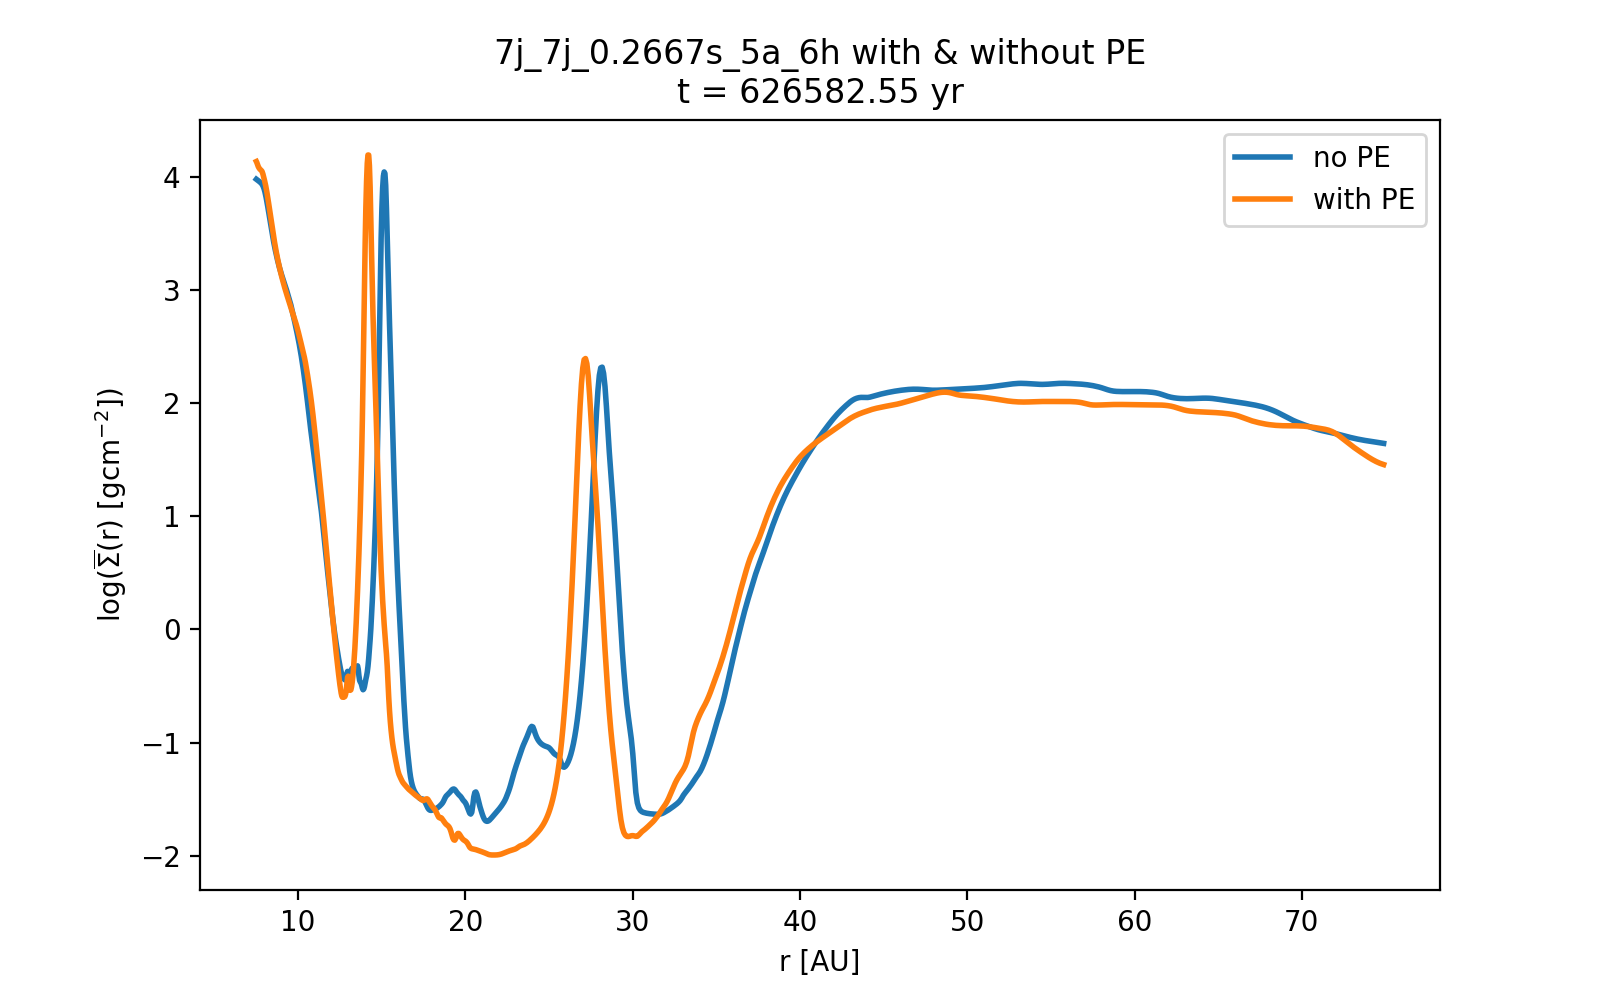 7j_7j_0.2667s_5a_6h with & without PE
t = 626582.55 yr
no PE
with PE
4
3
2
1
0
−1
−2
log(Σ̅(r) [gcm⁻²])
10 20 30 40 50 60 70
r [AU]